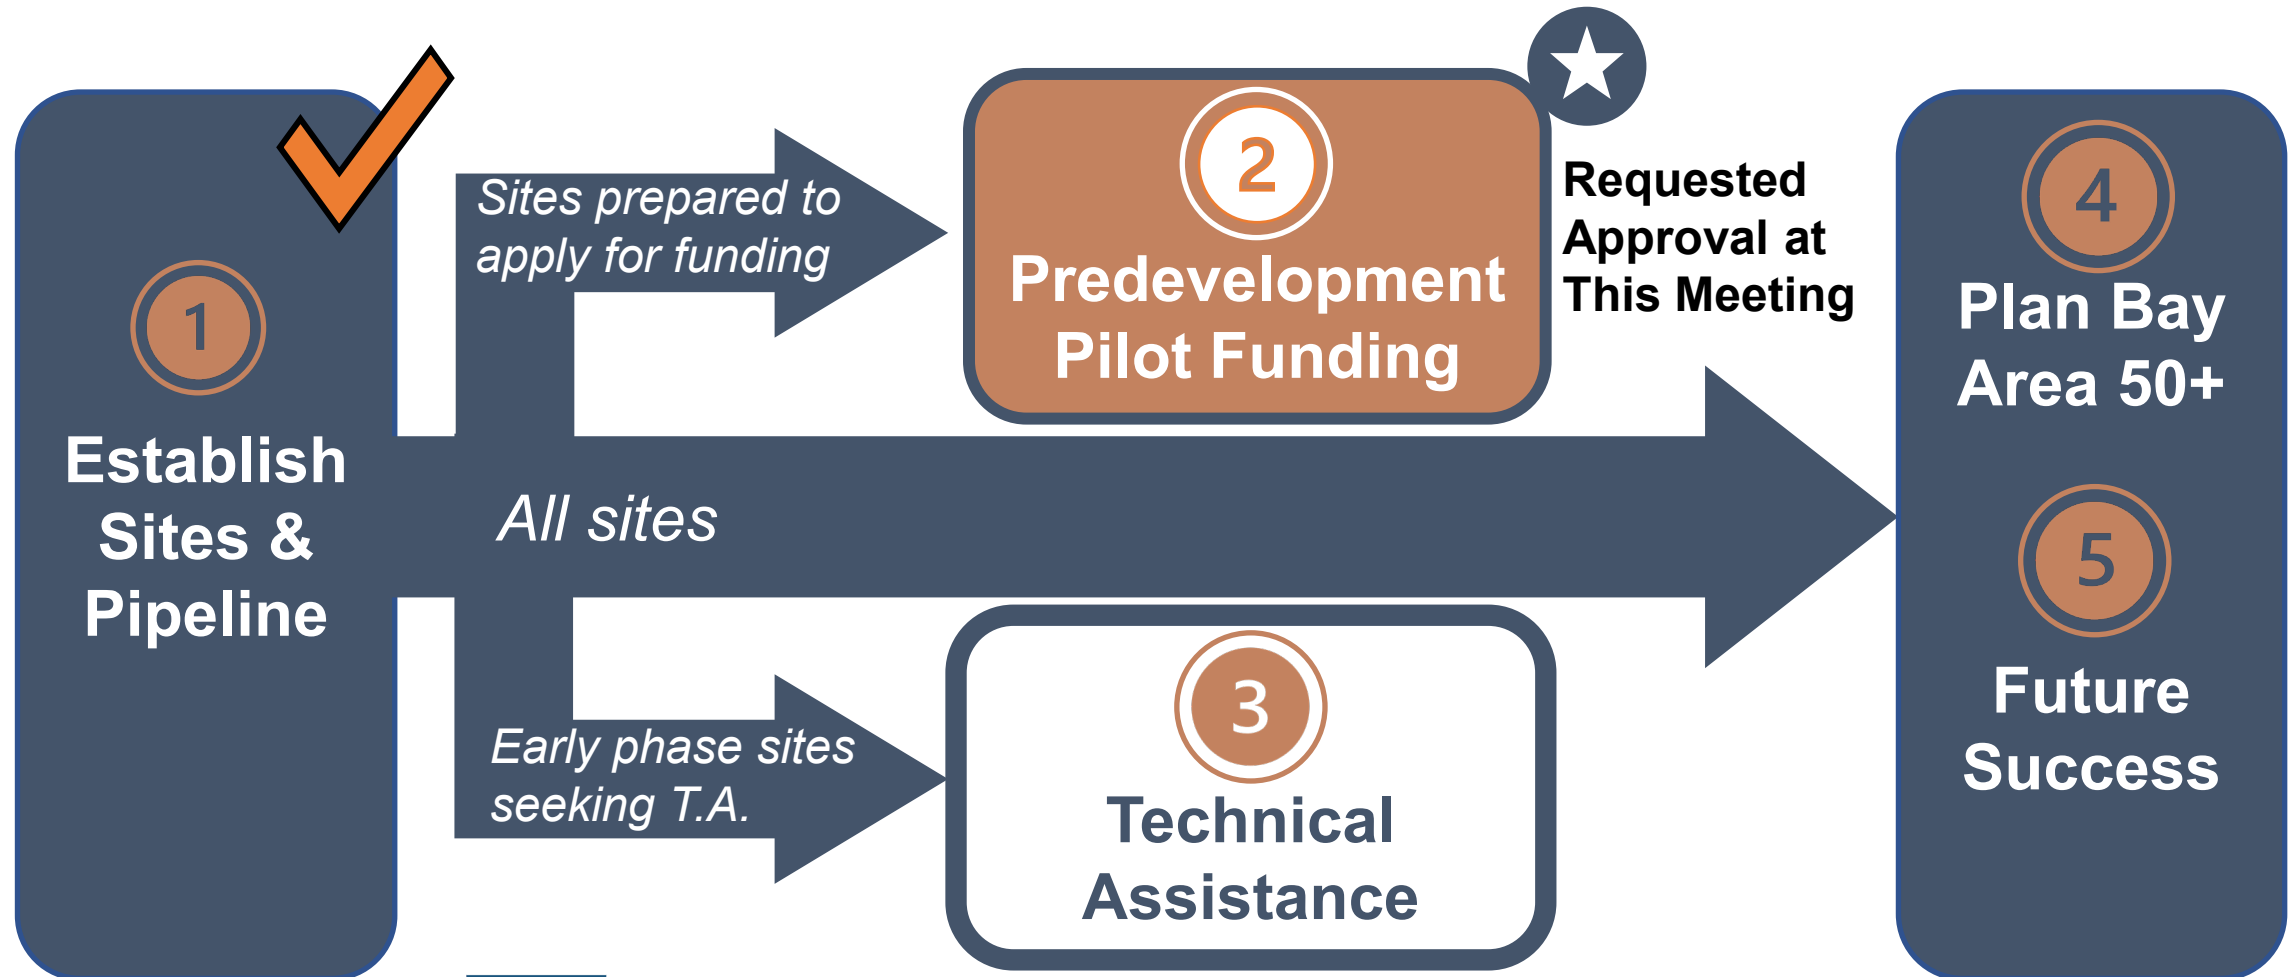 1
Establish
Sites &
Pipeline
Sites prepared to
apply for funding
2
Predevelopment
Pilot Funding
Requested
Approval at
This Meeting
All sites
Early phase sites
seeking T.A.
3
Technical
Assistance
4
Plan Bay
Area 50+
5
Future
Success